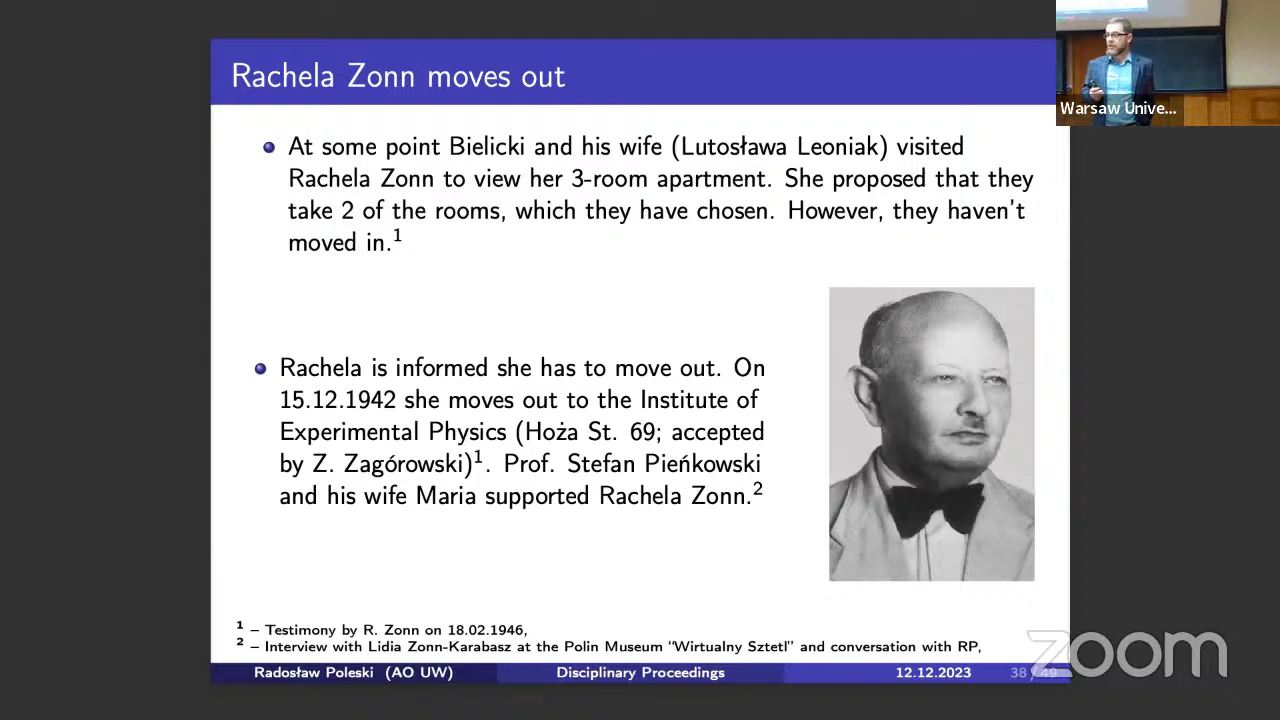 Rachela Zonn moves out
At some point Bielicki and his wife (Lutosława Leoniak) visited
Rachela Zonn to view her 3-room apartment. She proposed that they
take 2 of the rooms, which they have chosen. However, they haven't
moved in.1
Rachela is informed she has to move out. On
15.12.1942 she moves out to the Institute of
Experimental Physics (Hoża St. 69; accepted
by Z. Zagórowski)1. Prof. Stefan Pieńkowski
and his wife Maria supported Rachela Zonn.2
1 – Testimony by R. Zonn on 18.02.1946,
2 – Interview with Lidia Zonn-Karabasz at the Polin Museum “Wirtualny Sztetl” and conversation with RP,
Radosław Poleski (AO UW) Disciplinary Proceedings 12.12.2023 38 / 49
Warsaw Unive...
zoom